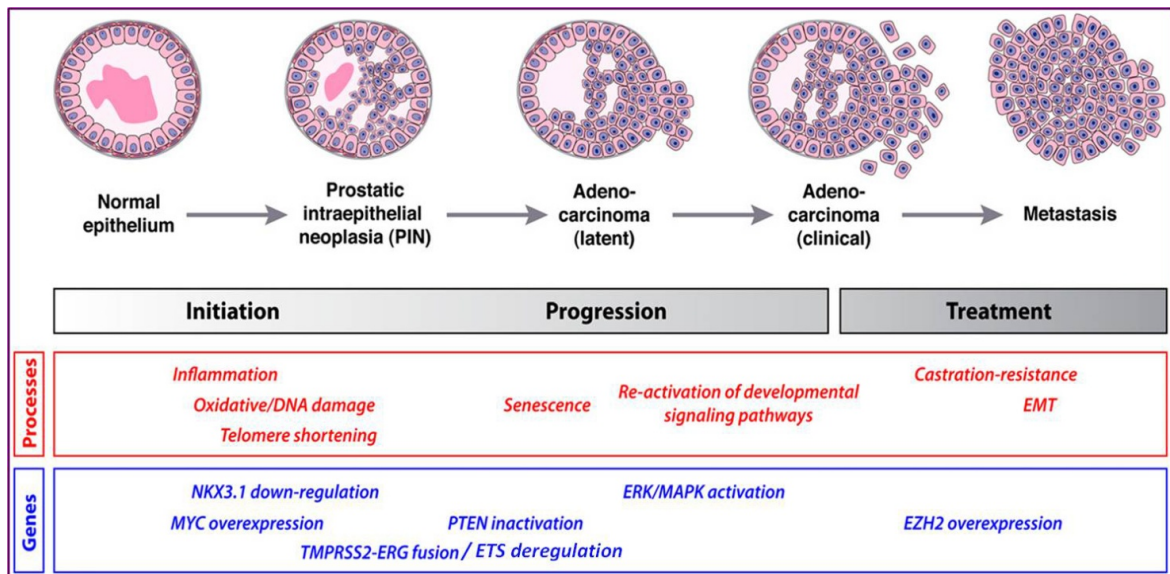 Normal
epithelium
Prostatic
intraepithelial
neoplasia (PIN)
Adeno-
carcinoma
(latent)
Adeno-
carcinoma
(clinical)
Metastasis
Initiation
Progression
Treatment
Processes
Inflammation
Oxidative/DNA damage
Telomere shortening
Senescence
Re-activation of developmental
signaling pathways
Castration-resistance
EMT
Genes
NKX3.1 down-regulation
ERK/MAPK activation
MYC overexpression
PTEN inactivation
EZH2 overexpression
TMPRSS2-ERG fusion / ETS deregulation